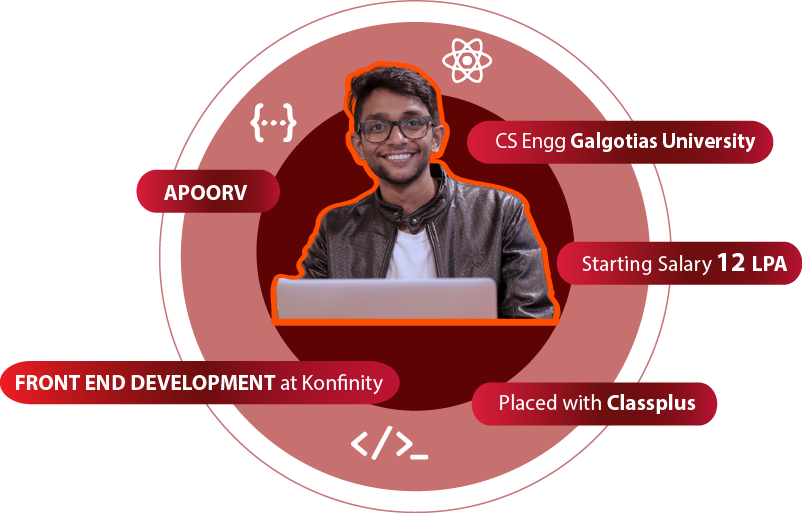 CS Engg Galgotias University
APOORV
Starting Salary 12 LPA
FRONT END DEVELOPMENT at Konfinity
Placed with Classplus